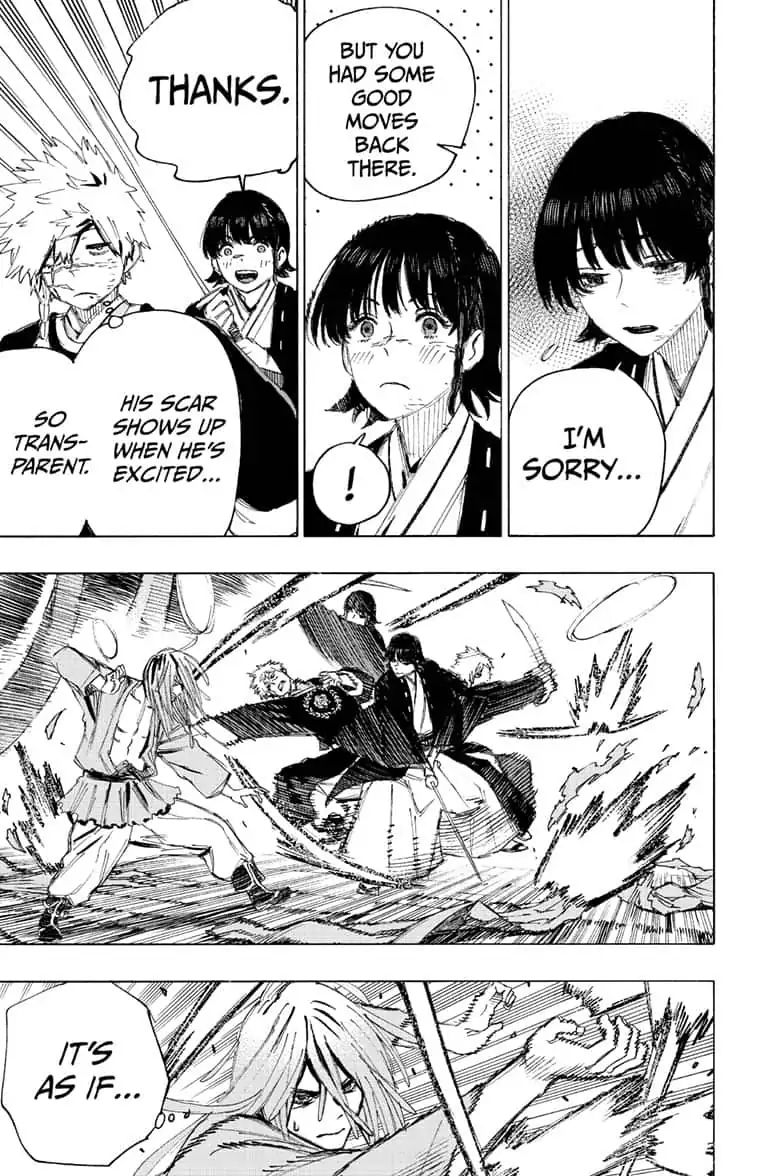 I'M
SORRY...
BUT YOU
HAD SOME
GOOD
MOVES
BACK
THERE.
!
THANKS.
HIS SCAR
SHOWS UP
WHEN HE'S
EXCITED...
SO
TRANS-
PARENT.
IT'S
AS IF...